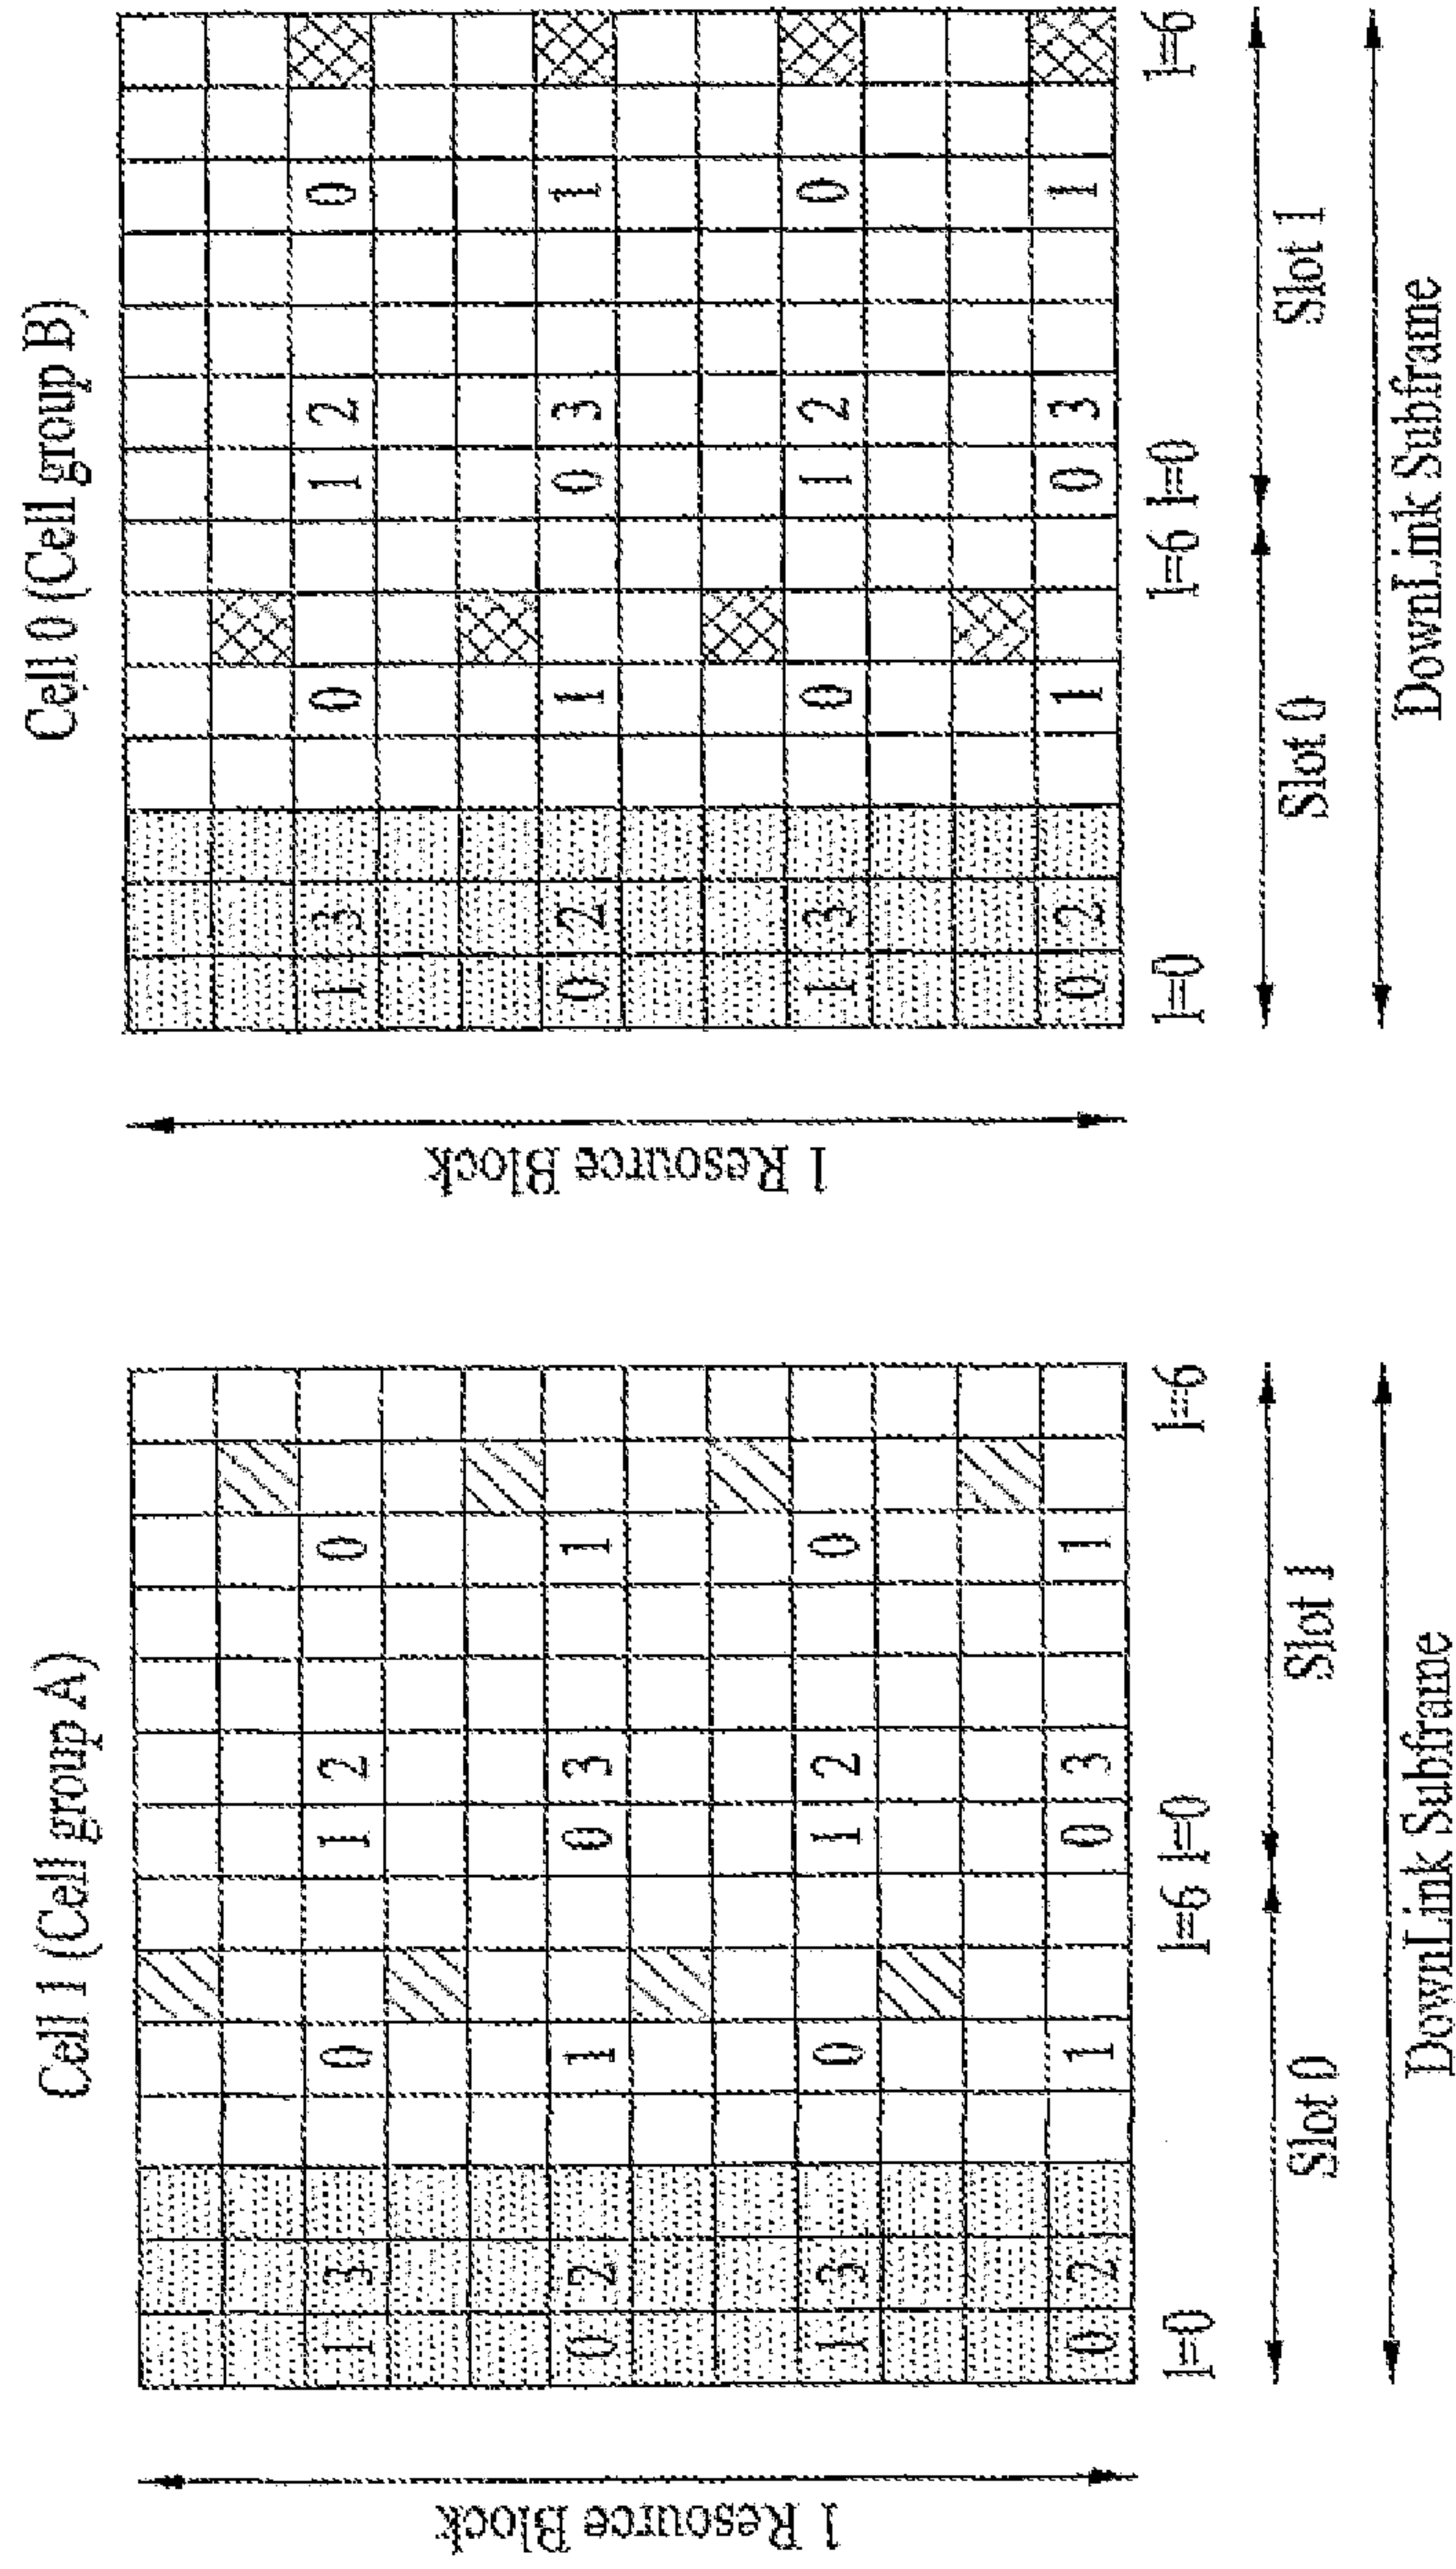 Cell 1 (Cell group A)
1 Resource Block
1 3 0 1 2 0
0 2 1 0 3 1
1 3 0 1 2 0
0 2 1 0 3 1
l=0 l=6 l=0 l=6
Slot 0 Slot 1
DownLink Subframe
Cell 0 (Cell group B)
1 Resource Block
1 3 0 1 2 0
0 2 1 0 3 1
1 3 0 1 2 0
0 2 1 0 3 1
l=0 l=6 l=0 l=6
Slot 0 Slot 1
DownLink Subframe